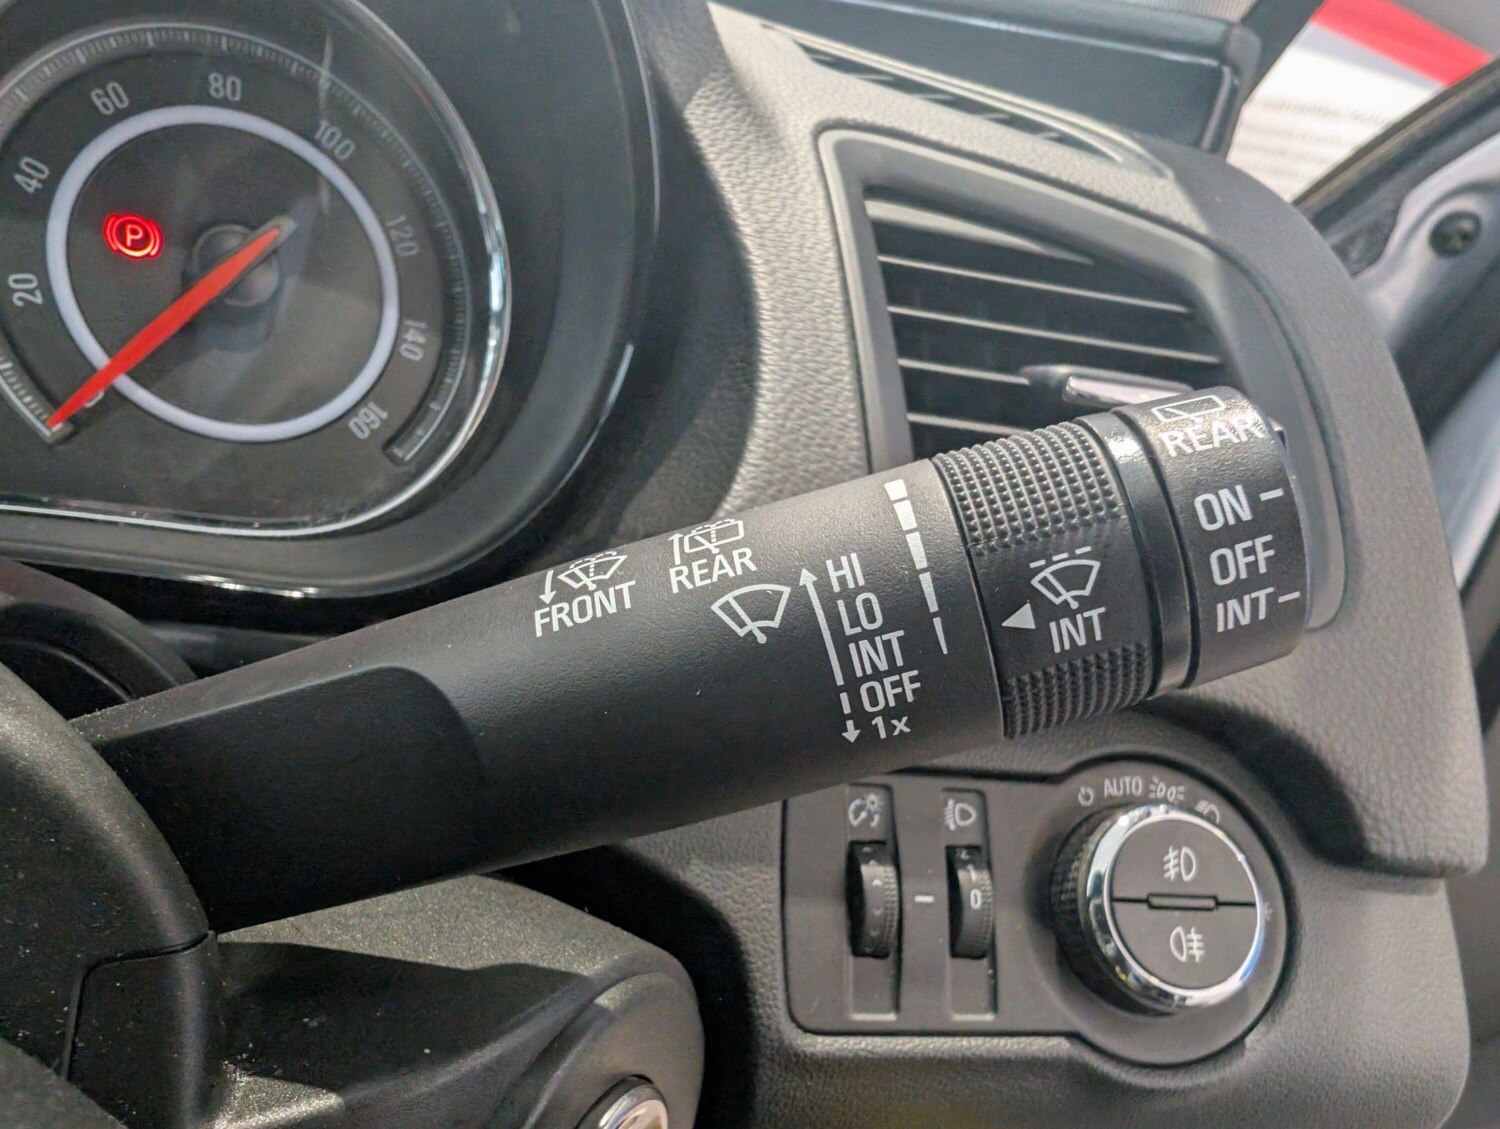 20
40
60
80
100
120
140
160
P
FRONT
REAR
HI
LO
INT
OFF
1x
INT
REAR
ON
OFF
INT
AUTO
0